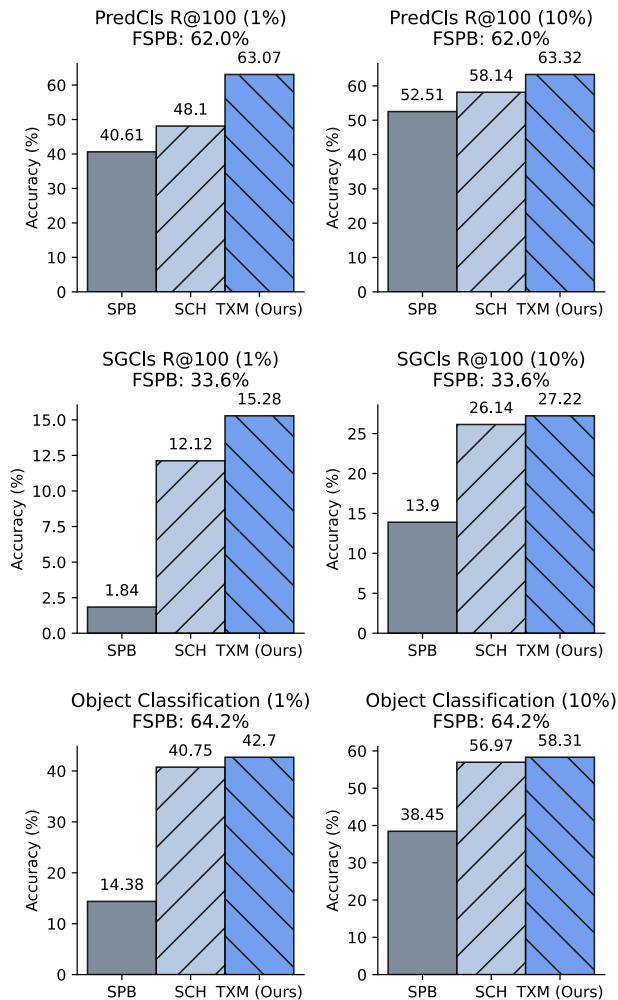 PredCls R@100 (1%)
FSPB: 62.0%
63.07
48.1
40.61
60
50
40
30
20
10
0
Accuracy (%)
SPB SCH TXM (Ours)
PredCls R@100 (10%)
FSPB: 62.0%
63.32
58.14
52.51
60
50
40
30
20
10
0
Accuracy (%)
SPB SCH TXM (Ours)
SGCls R@100 (1%)
FSPB: 33.6%
15.28
12.12
1.84
15.0
12.5
10.0
7.5
5.0
2.5
0.0
Accuracy (%)
SPB SCH TXM (Ours)
SGCls R@100 (10%)
FSPB: 33.6%
27.22
26.14
13.9
25
20
15
10
5
0
Accuracy (%)
SPB SCH TXM (Ours)
Object Classification (1%)
FSPB: 64.2%
42.7
40.75
14.38
40
30
20
10
0
Accuracy (%)
SPB SCH TXM (Ours)
Object Classification (10%)
FSPB: 64.2%
58.31
56.97
38.45
60
50
40
30
20
10
0
Accuracy (%)
SPB SCH TXM (Ours)